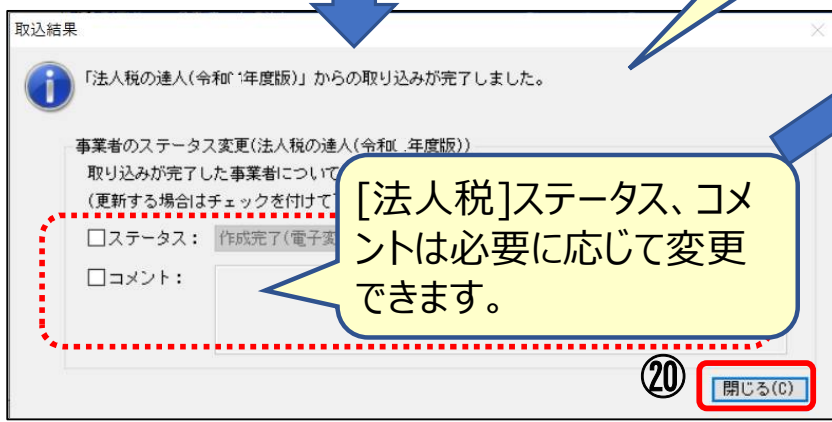 取込結果
「法人税の達人(令和 年度版)」からの取り込みが完了しました。
事業者のステータス変更(法人税の達人(令和 年度版))
取り込みが完了した事業者について
(更新する場合はチェックを付けて
□ステータス： 作成完了(電子変
□コメント：
[法人税]ステータス、コメ
ントは必要に応じて変更
できます。
⑳
閉じる(C)